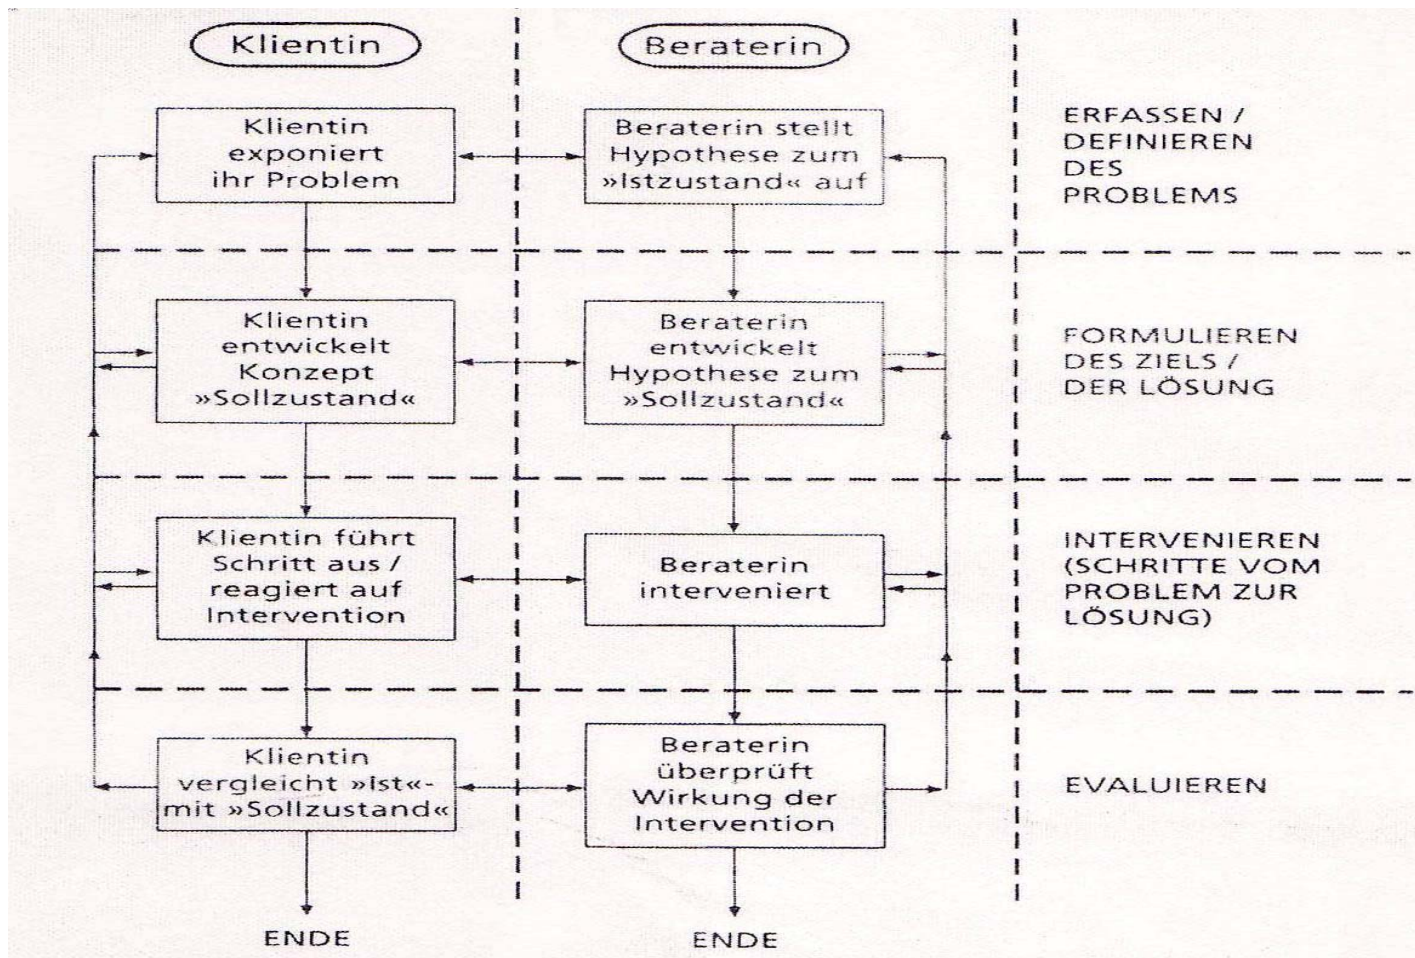 Klientin
Beraterin
Klientin
exponiert
ihr Problem
Beraterin stellt
Hypothese zum
»Istzustand« auf
ERFASSEN /
DEFINIEREN
DES
PROBLEMS
Klientin
entwickelt
Konzept
»Sollzustand«
Beraterin
entwickelt
Hypothese zum
»Sollzustand«
FORMULIEREN
DES ZIELS /
DER LÖSUNG
Klientin führt
Schritt aus /
reagiert auf
Intervention
Beraterin
interveniert
INTERVENIEREN
(SCHRITTE VOM
PROBLEM ZUR
LÖSUNG)
Klientin
vergleicht »Ist«-
mit »Sollzustand«
Beraterin
überprüft
Wirkung der
Intervention
EVALUIEREN
ENDE
ENDE